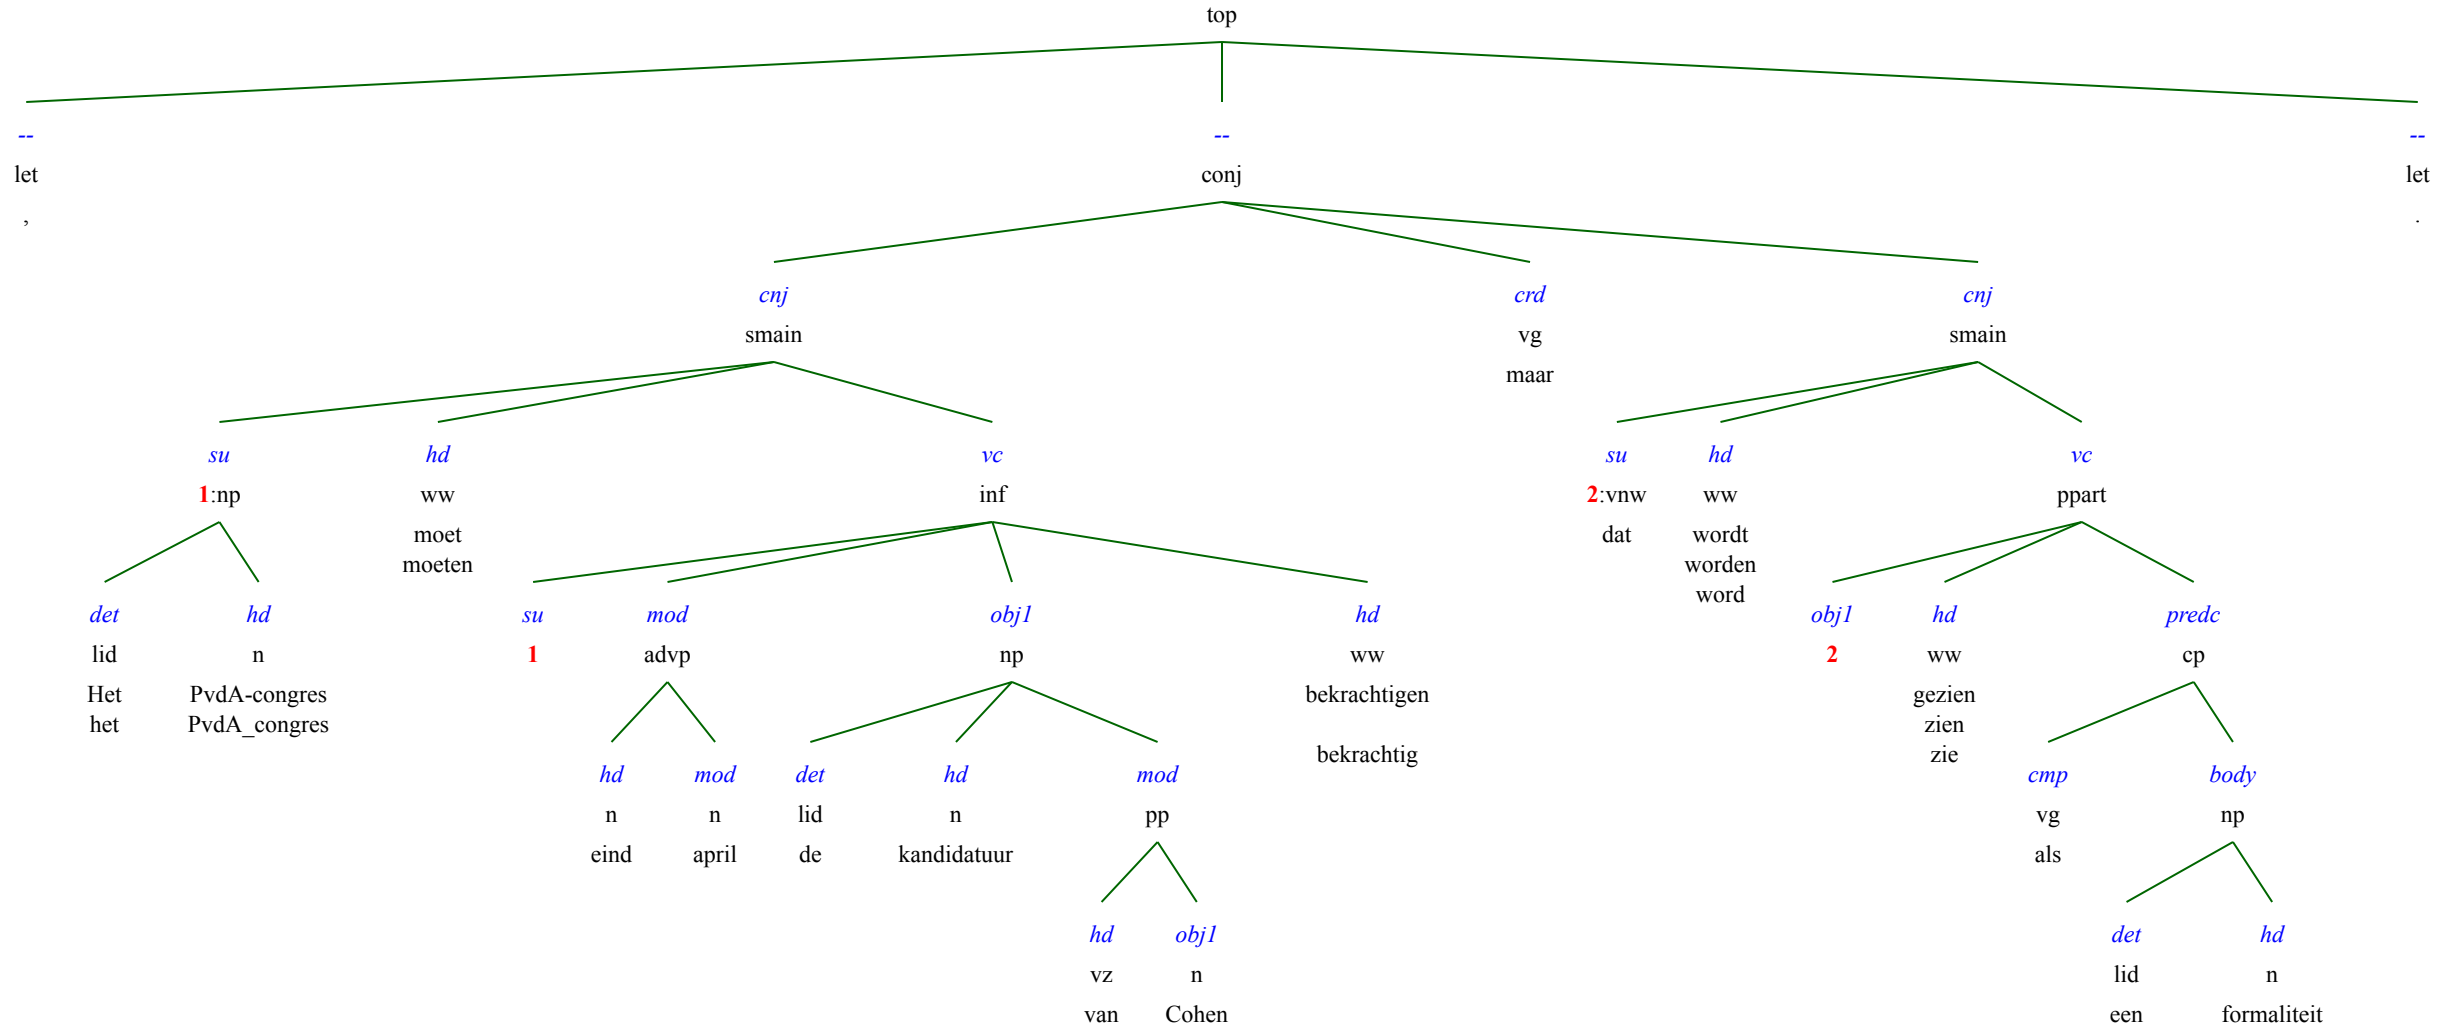 top
-- -- --
let conj let
, .
cnj crd cnj
smain vg smain
maar
su hd vc su hd vc
1:np ww inf 2:vnw ww ppart
moet dat wordt
moeten worden
word
det hd su mod obj1 hd obj1 hd predc
lid n 1 advp np ww 2 ww cp
Het PvdA-congres bekrachtigen gezien
het PvdA_congres zien
bekrachtig zie
hd mod det hd mod cmp body
n n lid n pp vg np
eind april de kandidatuur als
hd obj1 det hd
vz n lid n
van Cohen een formaliteit